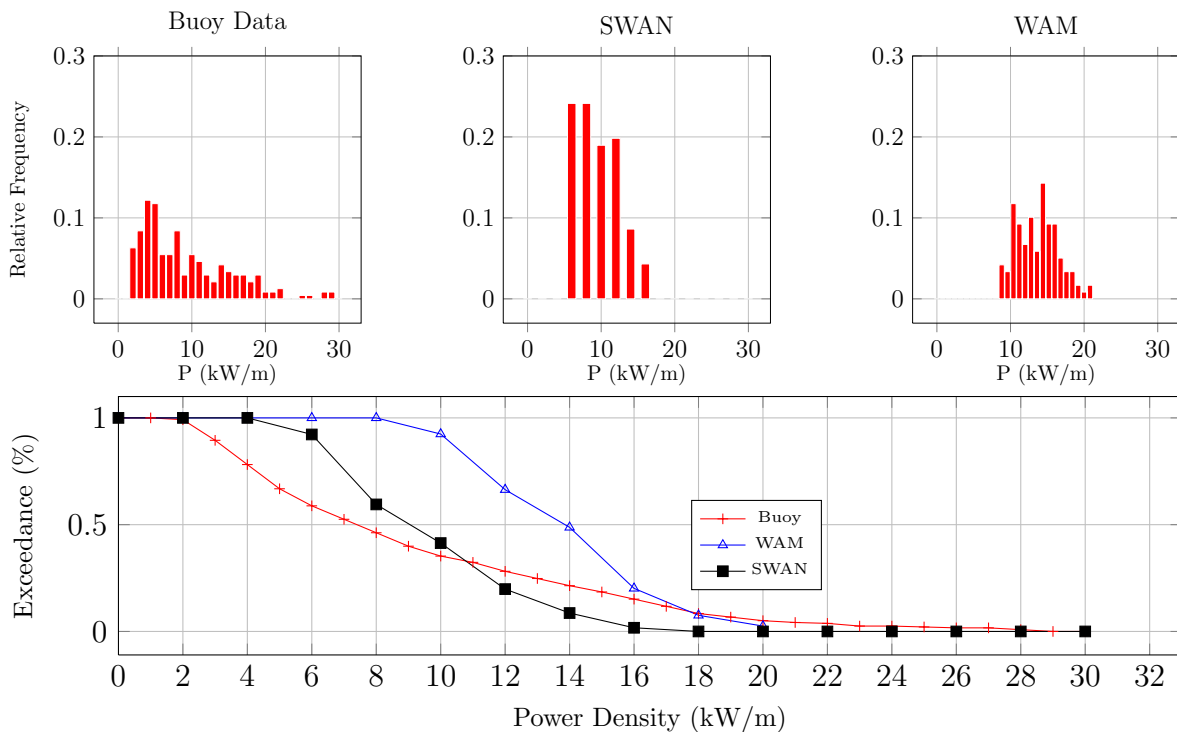 Buoy Data
SWAN
WAM
0.3
0.2
0.1
0
Relative Frequency
0 10 20 30
P (kW/m)
0.3
0.2
0.1
0
0 10 20 30
P (kW/m)
0.3
0.2
0.1
0
0 10 20 30
P (kW/m)
1
0.5
0
Exceedance (%)
Buoy
WAM
SWAN
0 2 4 6 8 10 12 14 16 18 20 22 24 26 28 30 32
Power Density (kW/m)